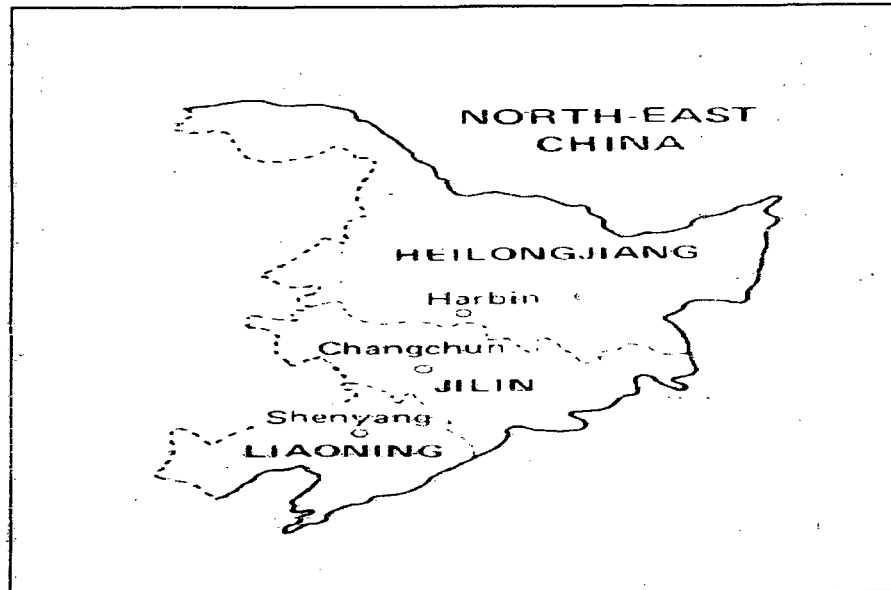 NORTH-EAST
CHINA
HEILONGJIANG
Harbin
Changchun
JILIN
Shenyang
LIAONING